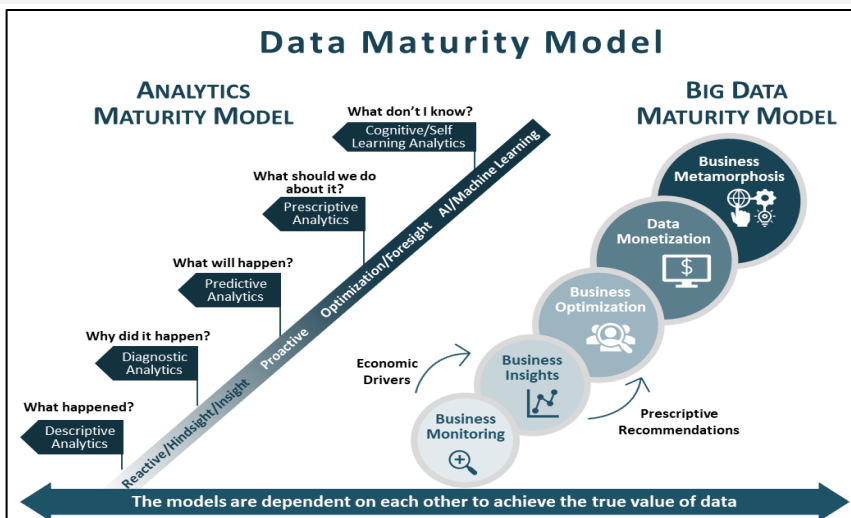 Data Maturity Model
ANALYTICS
MATURITY MODEL
BIG DATA
MATURITY MODEL
What don't I know?
Cognitive/Self
Learning Analytics
What should we do
about it?
Prescriptive
Analytics
What will happen?
Predictive
Analytics
Why did it happen?
Diagnostic
Analytics
What happened?
Descriptive
Analytics
Reactive/Hindsight/Insight Proactive Optimization/Foresight AI/Machine Learning
Business
Metamorphosis
Data
Monetization
$
Business
Optimization
Business
Insights
Business
Monitoring
Economic
Drivers
Prescriptive
Recommendations
The models are dependent on each other to achieve the true value of data